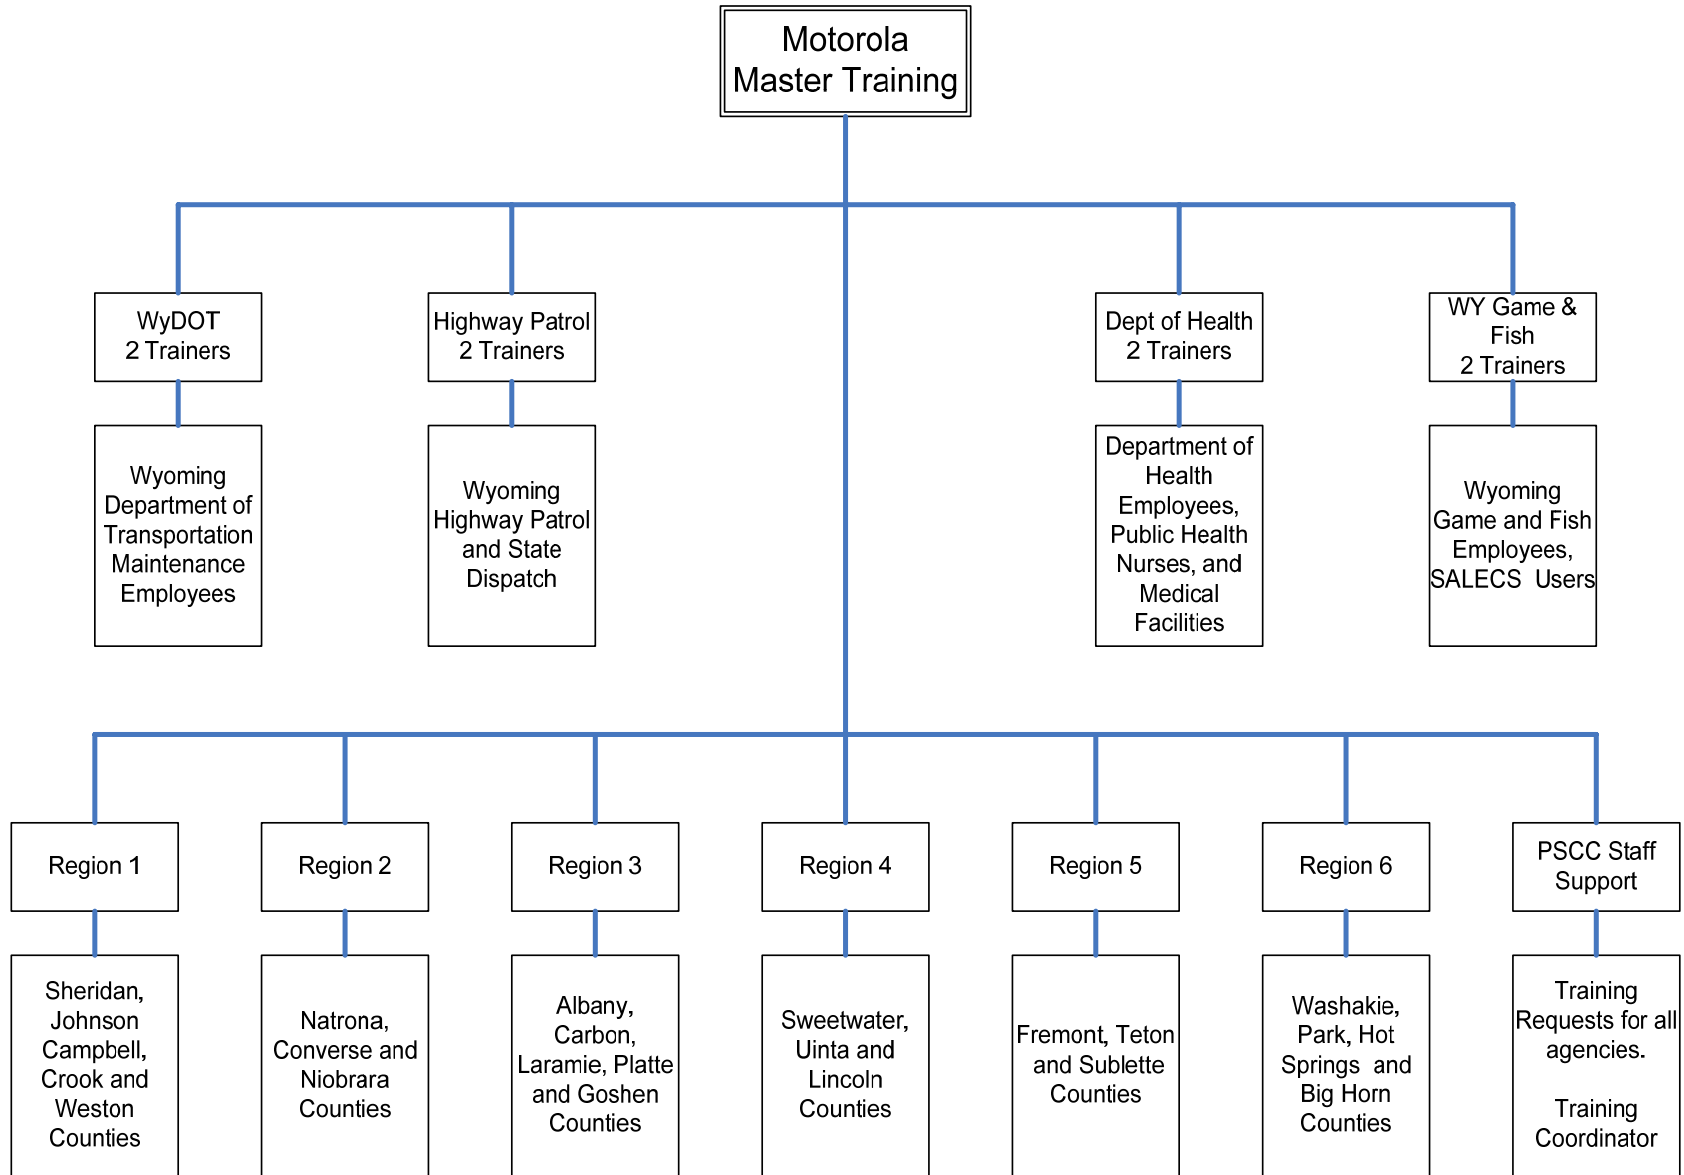 Motorola
Master Training
WyDOT
2 Trainers
Highway Patrol
2 Trainers
Dept of Health
2 Trainers
WY Game &
Fish
2 Trainers
Wyoming
Department of
Transportation
Maintenance
Employees
Wyoming
Highway Patrol
and State
Dispatch
Department of
Health
Employees,
Public Health
Nurses, and
Medical
Facilities
Wyoming
Game and Fish
Employees,
SALECS Users
Region 1
Region 2
Region 3
Region 4
Region 5
Region 6
PSCC Staff
Support
Sheridan,
Johnson
Campbell,
Crook and
Weston
Counties
Natrona,
Converse and
Niobrara
Counties
Albany,
Carbon,
Laramie, Platte
and Goshen
Counties
Sweetwater,
Uinta and
Lincoln
Counties
Fremont, Teton
and Sublette
Counties
Washakie,
Park, Hot
Springs and
Big Horn
Counties
Training
Requests for all
agencies.
Training
Coordinator